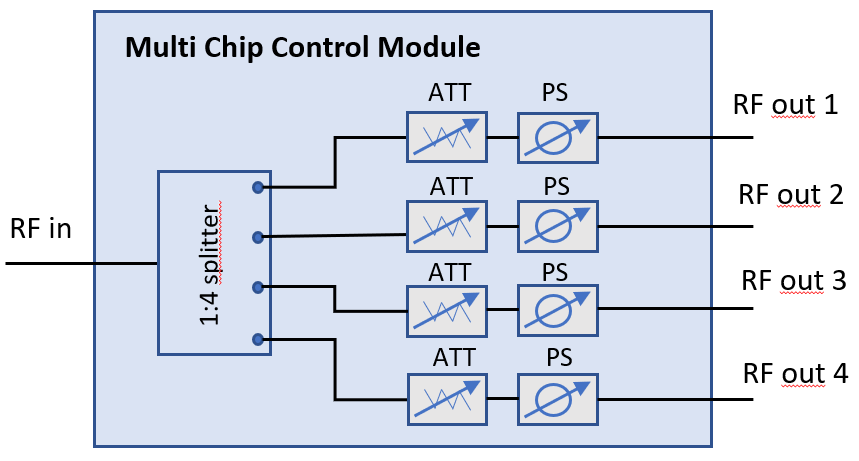 Multi Chip Control Module
ATT PS
RF out 1
ATT PS
RF out 2
RF in
1:4 splitter
ATT PS
RF out 3
ATT PS
RF out 4